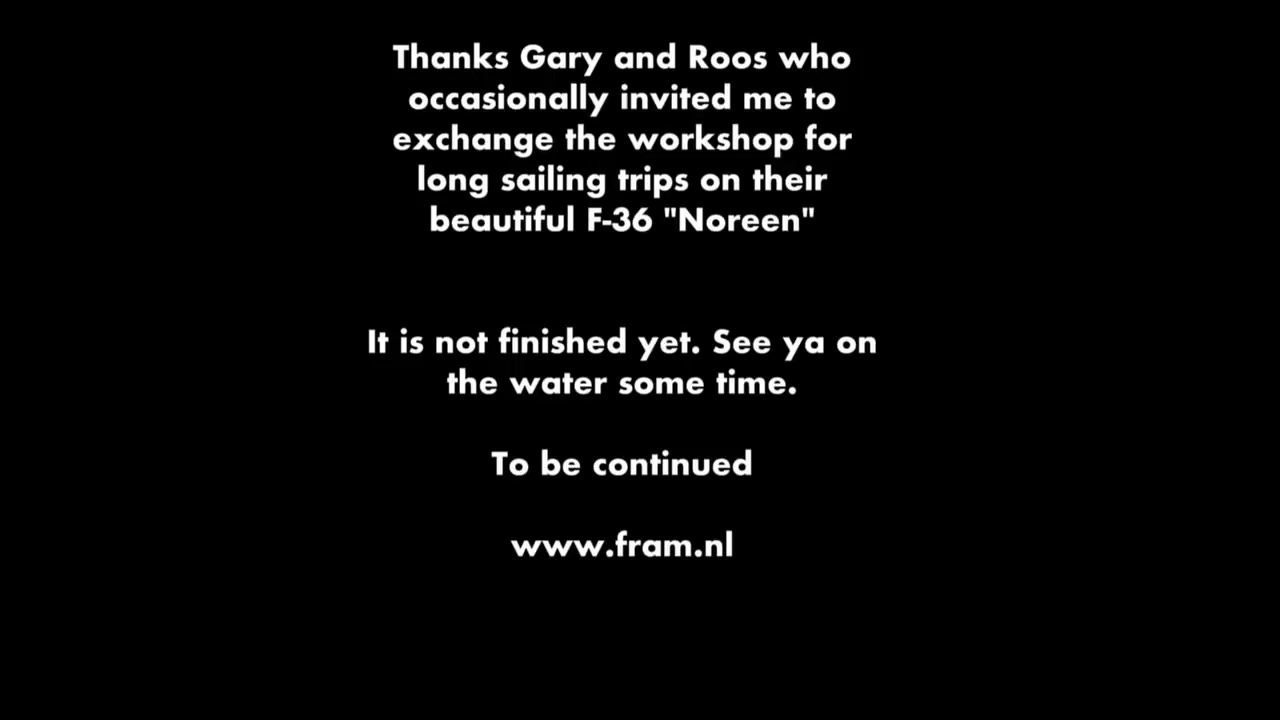 Thanks Gary and Roos who
occasionally invited me to
exchange the workshop for
long sailing trips on their
beautiful F-36 "Noreen"
It is not finished yet. See ya on
the water some time.
To be continued
www.fram.nl